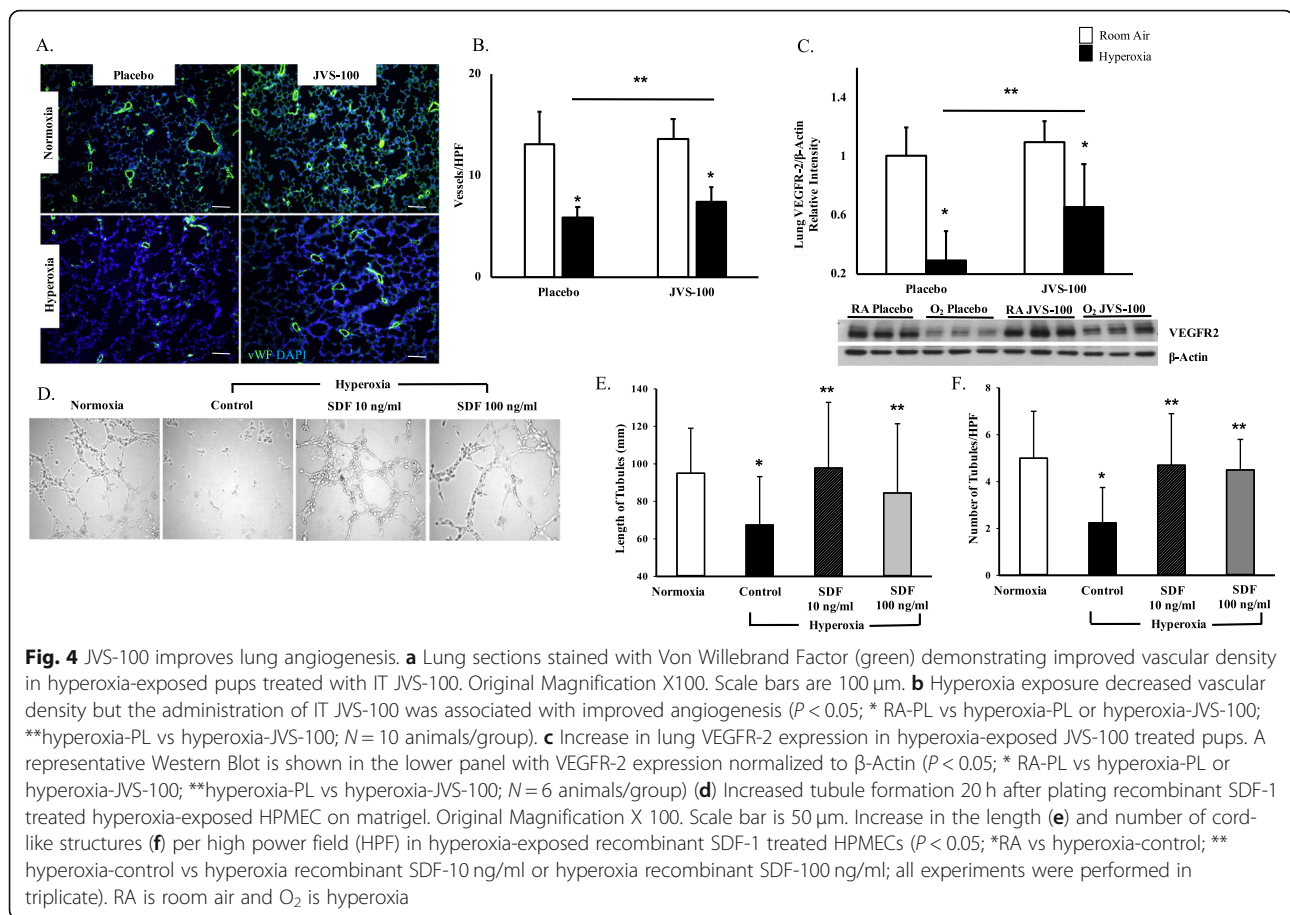 A.
Placebo
JVS-100
Normoxia
Hyperoxia
vWF DAPI
B.
20
10
0
Vessels/HPF
**
*
*
Placebo
JVS-100
C.
Room Air
Hyperoxia
1.4
1
0.6
0.2
Lung VEGFR-2/β-Actin
Relative Intensity
**
*
*
Placebo
JVS-100
RA Placebo O₂ Placebo RA JVS-100 O₂ JVS-100
VEGFR2
β-Actin
D.
Hyperoxia
Normoxia Control SDF 10 ng/ml SDF 100 ng/ml
E.
140
120
100
80
60
40
Length of Tubules (mm)
*
**
**
Normoxia Control SDF 10 ng/ml SDF 100 ng/ml
Hyperoxia
F.
8
6
4
2
0
Number of Tubules/HPF
*
**
**
Normoxia Control SDF 10 ng/ml SDF 100 ng/ml
Hyperoxia
Fig. 4 JVS-100 improves lung angiogenesis. a Lung sections stained with Von Willebrand Factor (green) demonstrating improved vascular density
in hyperoxia-exposed pups treated with IT JVS-100. Original Magnification X100. Scale bars are 100 μm. b Hyperoxia exposure decreased vascular
density but the administration of IT JVS-100 was associated with improved angiogenesis (P < 0.05; * RA-PL vs hyperoxia-PL or hyperoxia-JVS-100;
**hyperoxia-PL vs hyperoxia-JVS-100; N = 10 animals/group). c Increase in lung VEGFR-2 expression in hyperoxia-exposed JVS-100 treated pups. A
representative Western Blot is shown in the lower panel with VEGFR-2 expression normalized to β-Actin (P < 0.05; * RA-PL vs hyperoxia-PL or
hyperoxia-JVS-100; **hyperoxia-PL vs hyperoxia-JVS-100; N = 6 animals/group) (d) Increased tubule formation 20 h after plating recombinant SDF-1
treated hyperoxia-exposed HPMEC on matrigel. Original Magnification X 100. Scale bar is 50 μm. Increase in the length (e) and number of cord-
like structures (f) per high power field (HPF) in hyperoxia-exposed recombinant SDF-1 treated HPMECs (P < 0.05; *RA vs hyperoxia-control; **
hyperoxia-control vs hyperoxia recombinant SDF-10 ng/ml or hyperoxia recombinant SDF-100 ng/ml; all experiments were performed in
triplicate). RA is room air and O₂ is hyperoxia